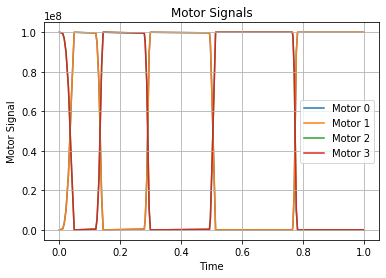 Motor Signals
1e8
1.0
0.8
0.6
0.4
0.2
0.0
Motor Signal
Motor 0
Motor 1
Motor 2
Motor 3
0.0 0.2 0.4 0.6 0.8 1.0
Time